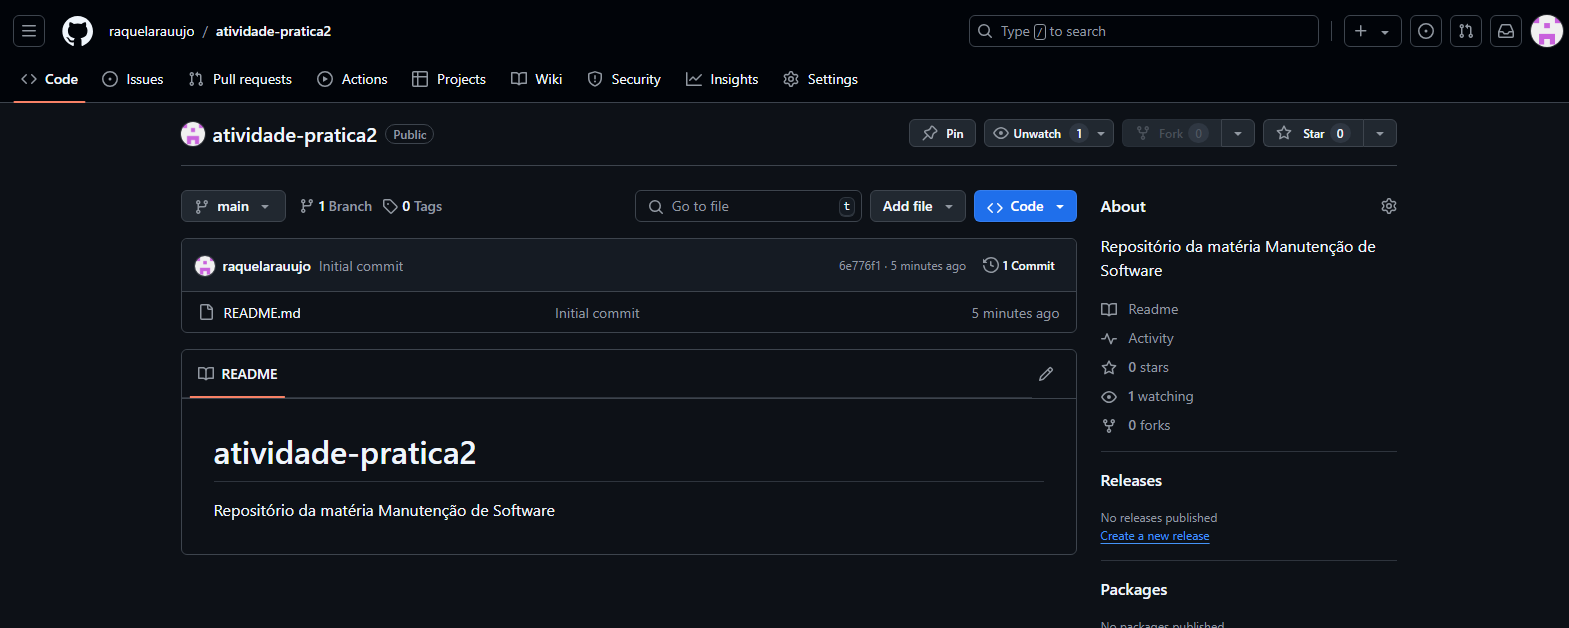 raquelarauujo / atividade-pratica2
Type / to search
Code Issues Pull requests Actions Projects Wiki Security Insights Settings
atividade-pratica2 Public
Pin Unwatch 1 Fork 0 Star 0
main 1 Branch 0 Tags Go to file t Add file Code
raquelarauujo Initial commit 6e776f1 · 5 minutes ago 1 Commit
README.md Initial commit 5 minutes ago
README
atividade-pratica2
Repositório da matéria Manutenção de Software
About
Repositório da matéria Manutenção de
Software
Readme
Activity
0 stars
1 watching
0 forks
Releases
No releases published
Create a new release
Packages
No packages published